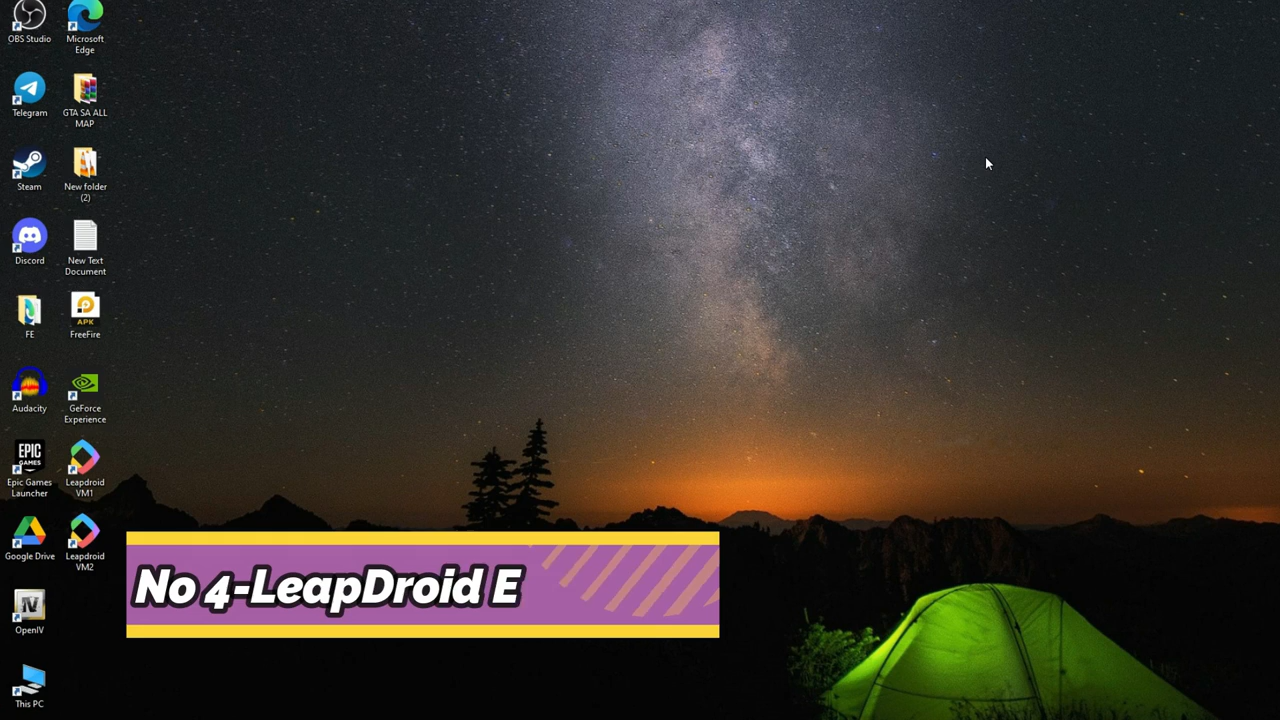 OBS Studio
Microsoft
Edge
Telegram
GTA SA ALL
MAP
Steam
New folder
(2)
Discord
New Text
Document
FE
APK
FreeFire
Audacity
GeForce
Experience
EPIC
GAMES
Epic Games
Launcher
Leapdroid
VM1
Google Drive
Leapdroid
VM2
N
OpenIV
This PC
No 4-LeapDroid E